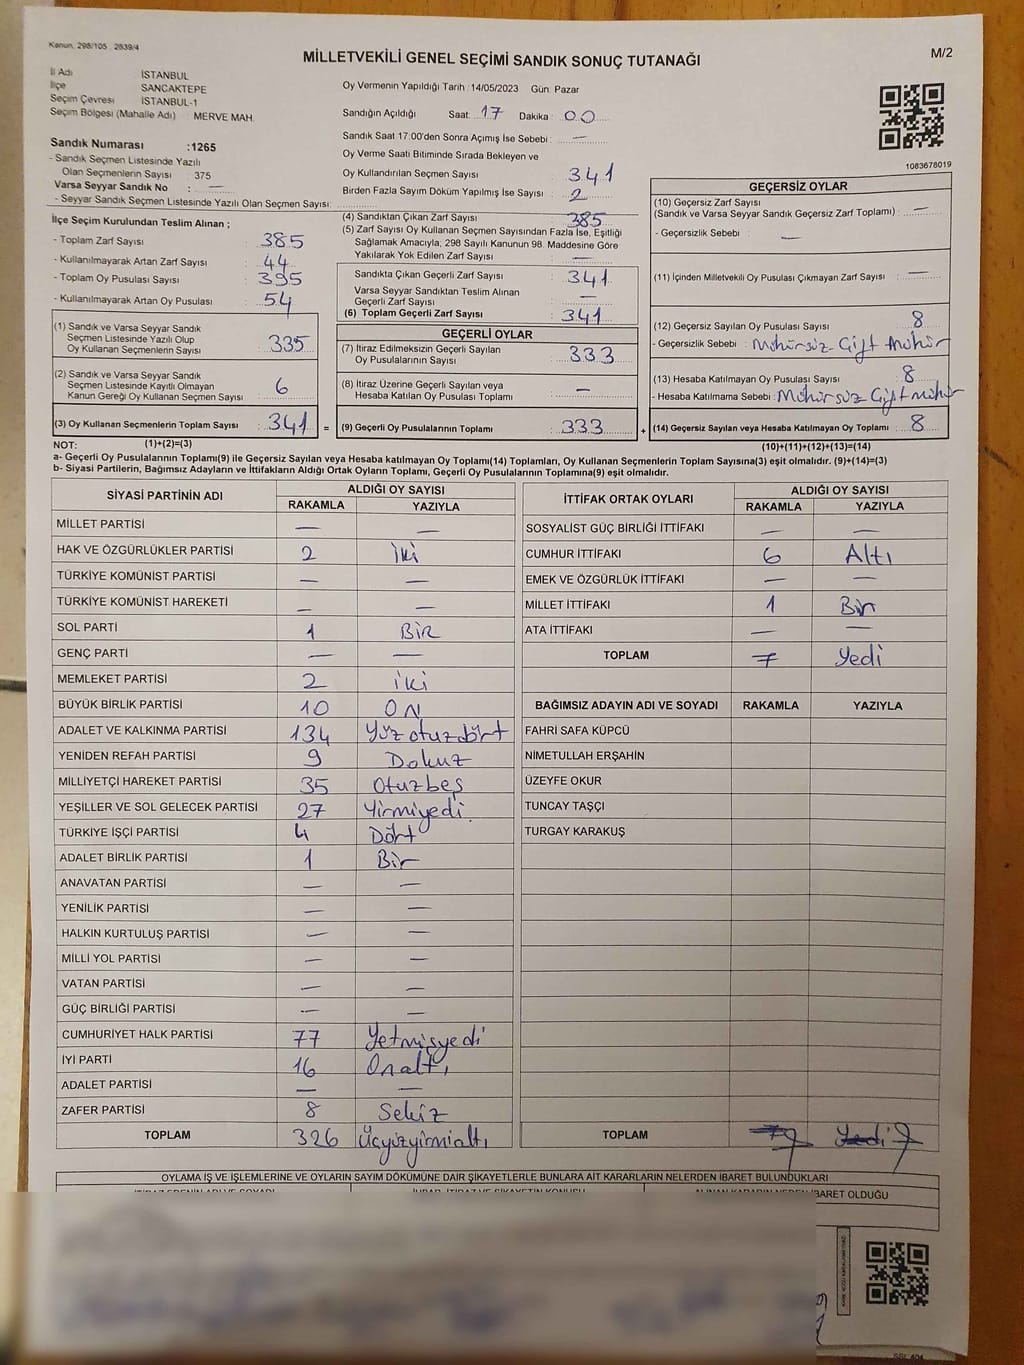 Kanun, 298/105 , 2839/4
MİLLETVEKİLİ GENEL SEÇİMİ SANDIK SONUÇ TUTANAĞI
M/2
İl Adı İSTANBUL
İlçe SANCAKTEPE
Seçim Çevresi İSTANBUL-1
Seçim Bölgesi (Mahalle Adı) MERVE MAH.
Sandık Numarası :1265
- Sandık Seçmen Listesinde Yazılı
Olan Seçmenlerin Sayısı : 375
Varsa Seyyar Sandık No : —
- Seyyar Sandık Seçmen Listesinde Yazılı Olan Seçmen Sayısı:
Oy Vermenin Yapıldığı Tarih :14/05/2023 Gün: Pazar
Sandığın Açıldığı Saat: 17 Dakika : 00
Sandık Saat 17:00'den Sonra Açımış İse Sebebi : —
Oy Verme Saati Bitiminde Sırada Bekleyen ve
Oy Kullandırılan Seçmen Sayısı : 341
Birden Fazla Sayım Döküm Yapılmış İse Sayısı : 2
1083678019
İlçe Seçim Kurulundan Teslim Alınan ;
- Toplam Zarf Sayısı : 385
- Kullanılmayarak Artan Zarf Sayısı : 44
- Toplam Oy Pusulası Sayısı : 395
- Kullanılmayarak Artan Oy Pusulası : 54
(4) Sandıktan Çıkan Zarf Sayısı : 385
(5) Zarf Sayısı Oy Kullanan Seçmen Sayısından Fazla İse, Eşitliği
Sağlamak Amacıyla; 298 Sayılı Kanunun 98. Maddesine Göre
Yakılarak Yok Edilen Zarf Sayısı : —
Sandıkta Çıkan Geçerli Zarf Sayısı : 341
Varsa Seyyar Sandıktan Teslim Alınan
Geçerli Zarf Sayısı : —
(6) Toplam Geçerli Zarf Sayısı : 341
GEÇERSİZ OYLAR
(10) Geçersiz Zarf Sayısı
(Sandık ve Varsa Seyyar Sandık Geçersiz Zarf Toplamı) : —
- Geçersizlik Sebebi : —
(11) İçinden Milletvekili Oy Pusulası Çıkmayan Zarf Sayısı : —
(12) Geçersiz Sayılan Oy Pusulası Sayısı : 8
- Geçersizlik Sebebi : Mühürsüz - Çift Mühür
(13) Hesaba Katılmayan Oy Pusulası Sayısı : 8
- Hesaba Katılmama Sebebi : Mühürsüz Çift mühür
(14) Geçersiz Sayılan veya Hesaba Katılmayan Oy Toplamı : 8
(10)+(11)+(12)+(13)=(14)
(1) Sandık ve Varsa Seyyar Sandık
Seçmen Listesinde Yazılı Olup
Oy Kullanan Seçmenlerin Sayısı : 335
(2) Sandık ve Varsa Seyyar Sandık
Seçmen Listesinde Kayıtlı Olmayan
Kanun Gereği Oy Kullanan Seçmen Sayısı : 6
(3) Oy Kullanan Seçmenlerin Toplam Sayısı : 341 =
GEÇERLİ OYLAR
(7) İtiraz Edilmeksizin Geçerli Sayılan
Oy Pusulalarının Sayısı : 333
(8) İtiraz Üzerine Geçerli Sayılan veya
Hesaba Katılan Oy Pusulaları Toplamı : —
(9) Geçerli Oy Pusulalarının Toplamı : 333 +
NOT: (1)+(2)=(3)
a- Geçerli Oy Pusulalarının Toplamı(9) ile Geçersiz Sayılan veya Hesaba katılmayan Oy Toplamı(14) Toplamları, Oy Kullanan Seçmenlerin Toplam Sayısına(3) eşit olmalıdır. (9)+(14)=(3)
b- Siyasi Partilerin, Bağımsız Adayların ve İttifakların Aldığı Ortak Oyların Toplamı, Geçerli Oy Pusulalarının Toplamına(9) eşit olmalıdır.
SİYASİ PARTİNİN ADI ALDIĞI OY SAYISI
RAKAMLA YAZIYLA
MİLLET PARTİSİ — —
HAK VE ÖZGÜRLÜKLER PARTİSİ 2 iki
TÜRKİYE KOMÜNİST PARTİSİ — —
TÜRKİYE KOMÜNİST HAREKETİ — —
SOL PARTİ 1 BİR
GENÇ PARTİ — —
MEMLEKET PARTİSİ 2 iki
BÜYÜK BİRLİK PARTİSİ 10 ON
ADALET VE KALKINMA PARTİSİ 134 Yüzotuzdört
YENİDEN REFAH PARTİSİ 9 Dokuz
MİLLİYETÇİ HAREKET PARTİSİ 35 Otuzbeş
YEŞİLLER VE SOL GELECEK PARTİSİ 27 Yirmiyedi
TÜRKİYE İŞÇİ PARTİSİ 4 Dört
ADALET BİRLİK PARTİSİ 1 Bir
ANAVATAN PARTİSİ — —
YENİLİK PARTİSİ — —
HALKIN KURTULUŞ PARTİSİ — —
MİLLİ YOL PARTİSİ — —
VATAN PARTİSİ — —
GÜÇ BİRLİĞİ PARTİSİ — —
CUMHURİYET HALK PARTİSİ 77 Yetmişyedi
İYİ PARTİ 16 Onaltı
ADALET PARTİSİ — —
ZAFER PARTİSİ 8 Sekiz
TOPLAM 326 Üçyüzyirmialtı
İTTİFAK ORTAK OYLARI ALDIĞI OY SAYISI
RAKAMLA YAZIYLA
SOSYALİST GÜÇ BİRLİĞİ İTTİFAKI — —
CUMHUR İTTİFAKI 6 Altı
EMEK VE ÖZGÜRLÜK İTTİFAKI — —
MİLLET İTTİFAKI 1 Bir
ATA İTTİFAKI — —
TOPLAM 7 Yedi
BAĞIMSIZ ADAYIN ADI VE SOYADI RAKAMLA YAZIYLA
FAHRİ SAFA KÜPCÜ
NİMETULLAH ERŞAHİN
ÜZEYFE OKUR
TUNCAY TAŞÇI
TURGAY KARAKUŞ
TOPLAM
OYLAMA İŞ VE İŞLEMLERİNE VE OYLARIN SAYIM DÖKÜMÜNE DAİR ŞİKAYETLERLE BUNLARA AİT KARARLARIN NELERDEN İBARET BULUNDUKLARI
İBARET OLDUĞU